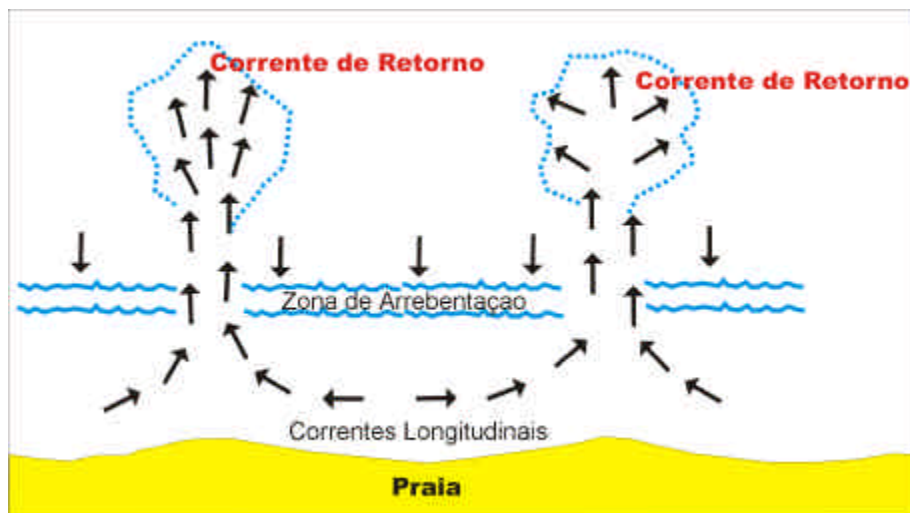 Corrente de Retorno
Corrente de Retorno
Zona de Arrebentaçao
Correntes Longitudinais
Praia